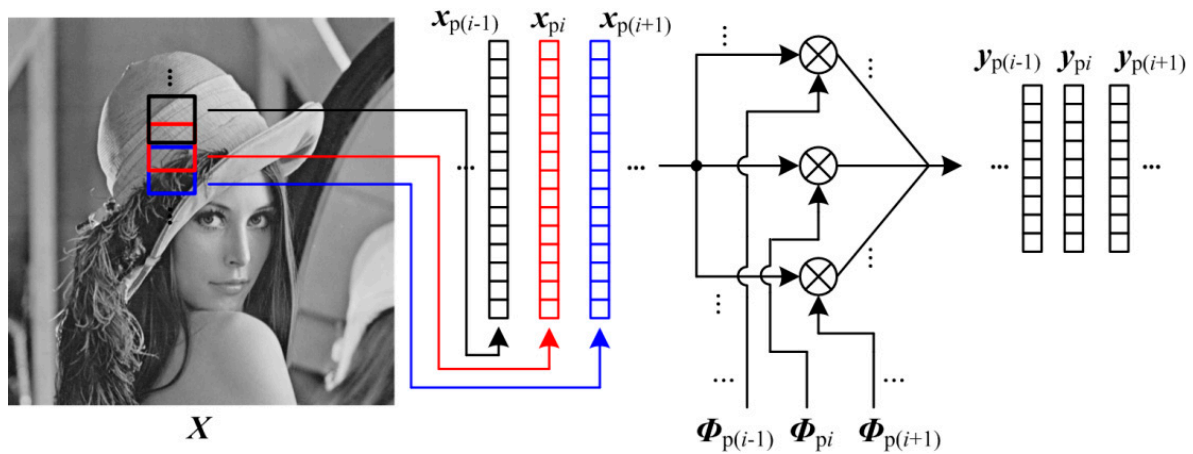 x_p(i-1) x_pi x_p(i+1)
y_p(i-1) y_pi y_p(i+1)
... ... ... ...
X
Φ_p(i-1) Φ_pi Φ_p(i+1)